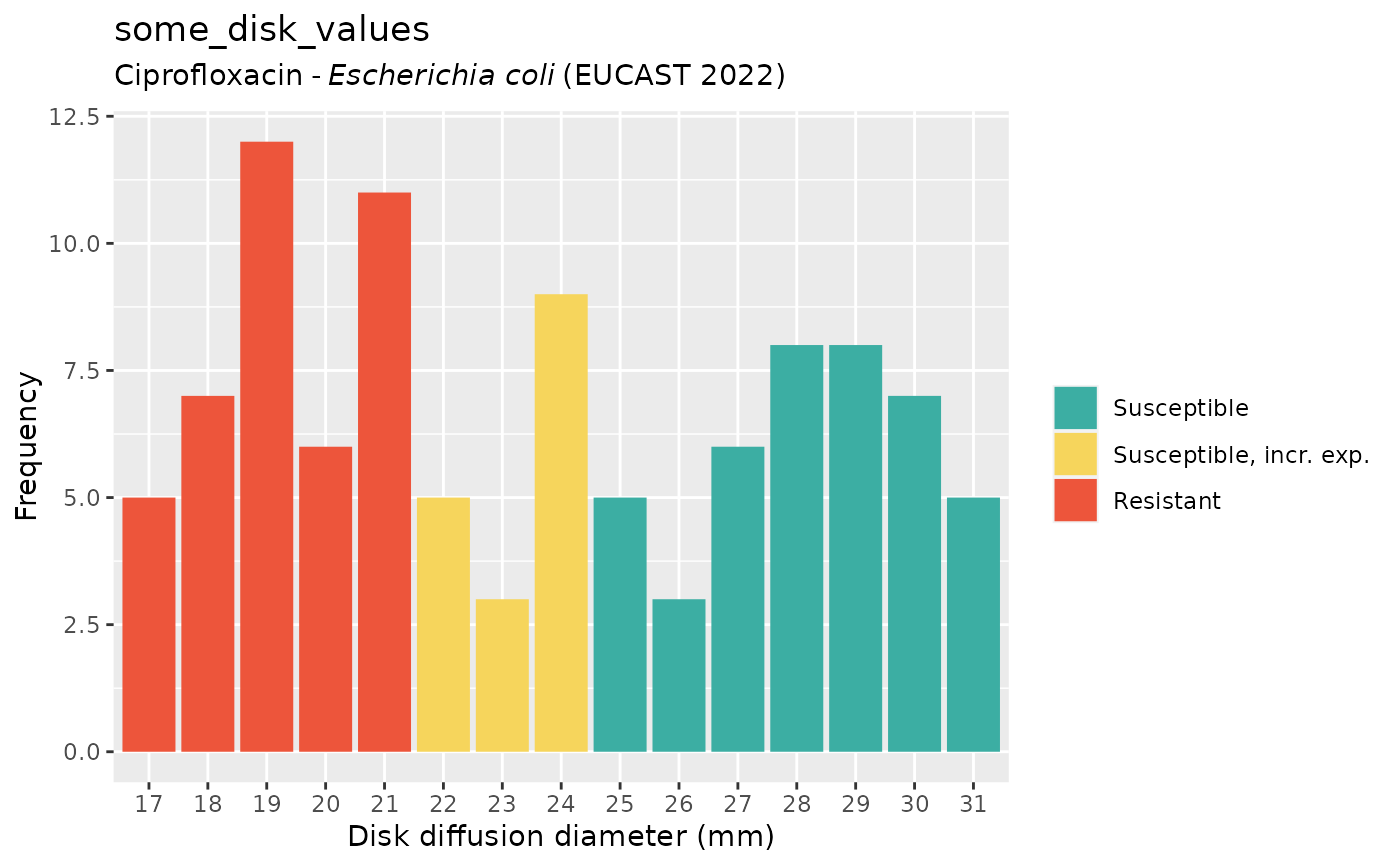 some_disk_values
Ciprofloxacin - Escherichia coli (EUCAST 2022)
12.5
10.0
7.5
5.0
2.5
0.0
Frequency
17 18 19 20 21 22 23 24 25 26 27 28 29 30 31
Disk diffusion diameter (mm)
Susceptible
Susceptible, incr. exp.
Resistant